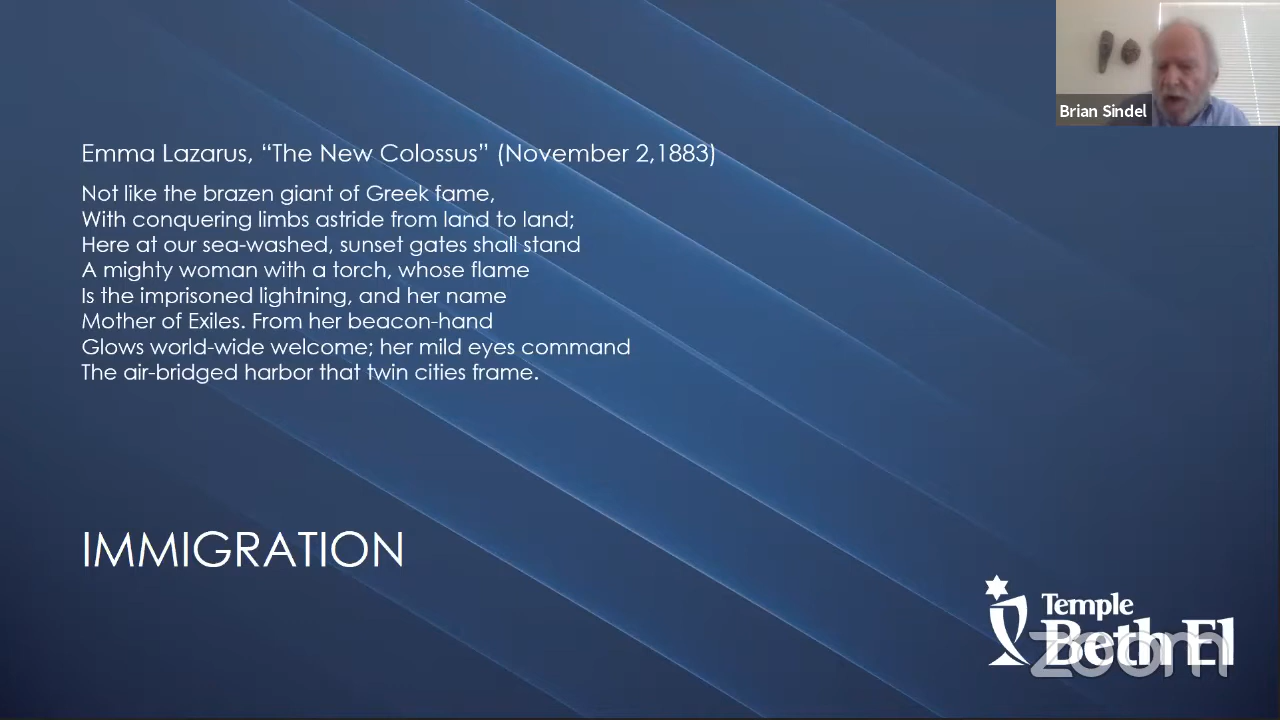 Brian Sindel
Emma Lazarus, “The New Colossus” (November 2,1883)
Not like the brazen giant of Greek fame,
With conquering limbs astride from land to land;
Here at our sea-washed, sunset gates shall stand
A mighty woman with a torch, whose flame
Is the imprisoned lightning, and her name
Mother of Exiles. From her beacon-hand
Glows world-wide welcome; her mild eyes command
The air-bridged harbor that twin cities frame.
IMMIGRATION
Temple
Beth El
zoom